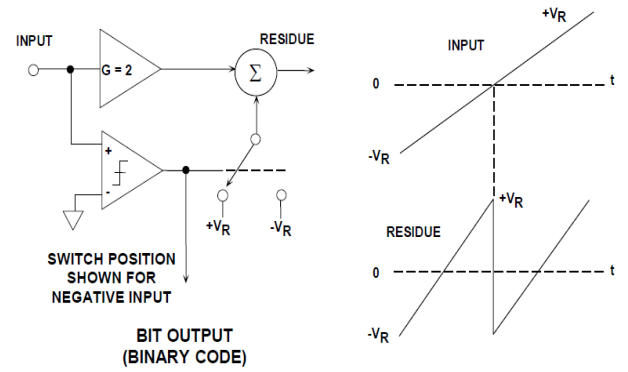 INPUT
G = 2
RESIDUE
Σ
+
-
+VR
-VR
SWITCH POSITION
SHOWN FOR
NEGATIVE INPUT
BIT OUTPUT
(BINARY CODE)
+VR
INPUT
0
t
-VR
+VR
RESIDUE
0
t
-VR